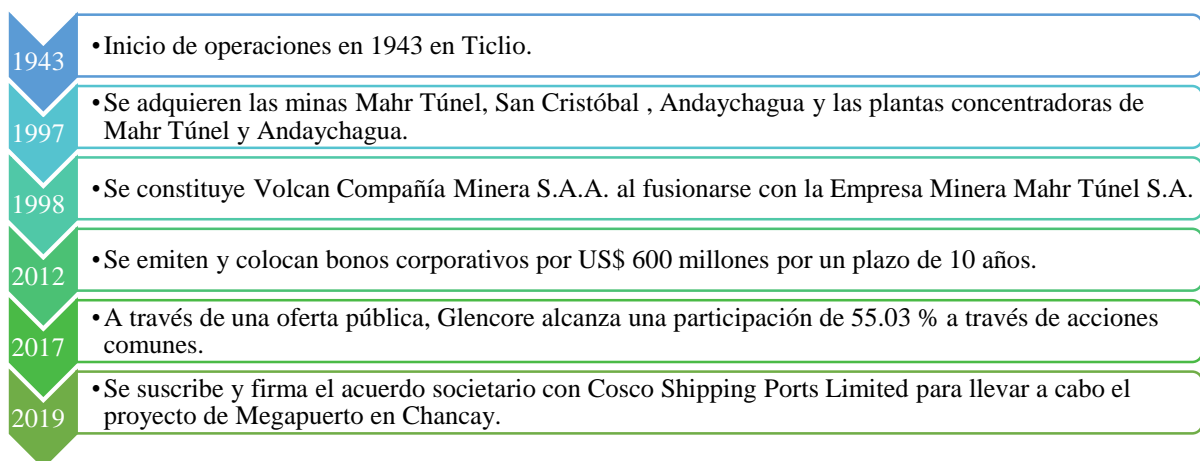 1943
•Inicio de operaciones en 1943 en Ticlio.
1997
•Se adquieren las minas Mahr Túnel, San Cristóbal , Andaychagua y las plantas concentradoras de
Mahr Túnel y Andaychagua.
1998
•Se constituye Volcan Compañía Minera S.A.A. al fusionarse con la Empresa Minera Mahr Túnel S.A.
2012
•Se emiten y colocan bonos corporativos por US$ 600 millones por un plazo de 10 años.
2017
•A través de una oferta pública, Glencore alcanza una participación de 55.03 % a través de acciones
comunes.
2019
•Se suscribe y firma el acuerdo societario con Cosco Shipping Ports Limited para llevar a cabo el
proyecto de Megapuerto en Chancay.